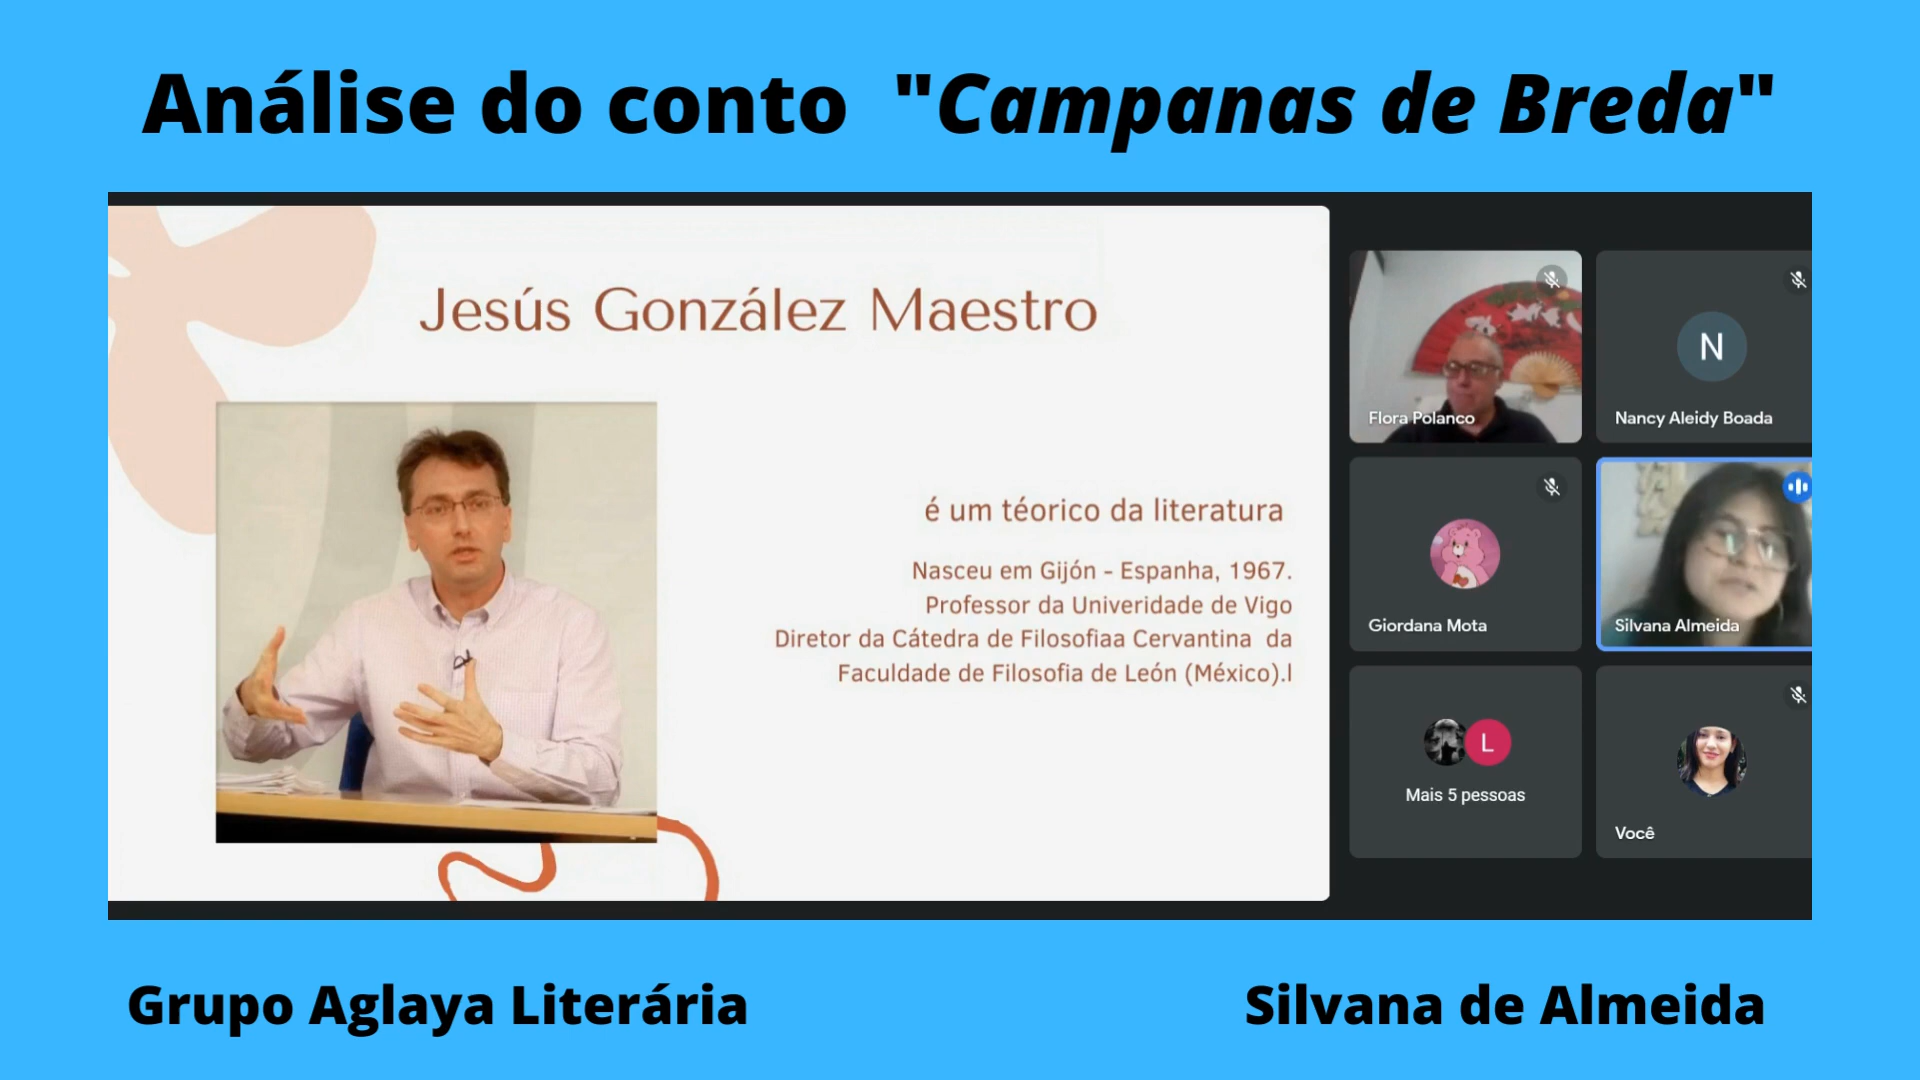 Análise do conto "Campanas de Breda"
Jesús González Maestro
é um téorico da literatura
Nasceu em Gijón - Espanha, 1967.
Professor da Univeridade de Vigo
Diretor da Cátedra de Filosofiaa Cervantina da
Faculdade de Filosofia de León (México).l
Flora Polanco
N
Nancy Aleidy Boada
Giordana Mota
Silvana Almeida
L
Mais 5 pessoas
Você
Grupo Aglaya Literária
Silvana de Almeida